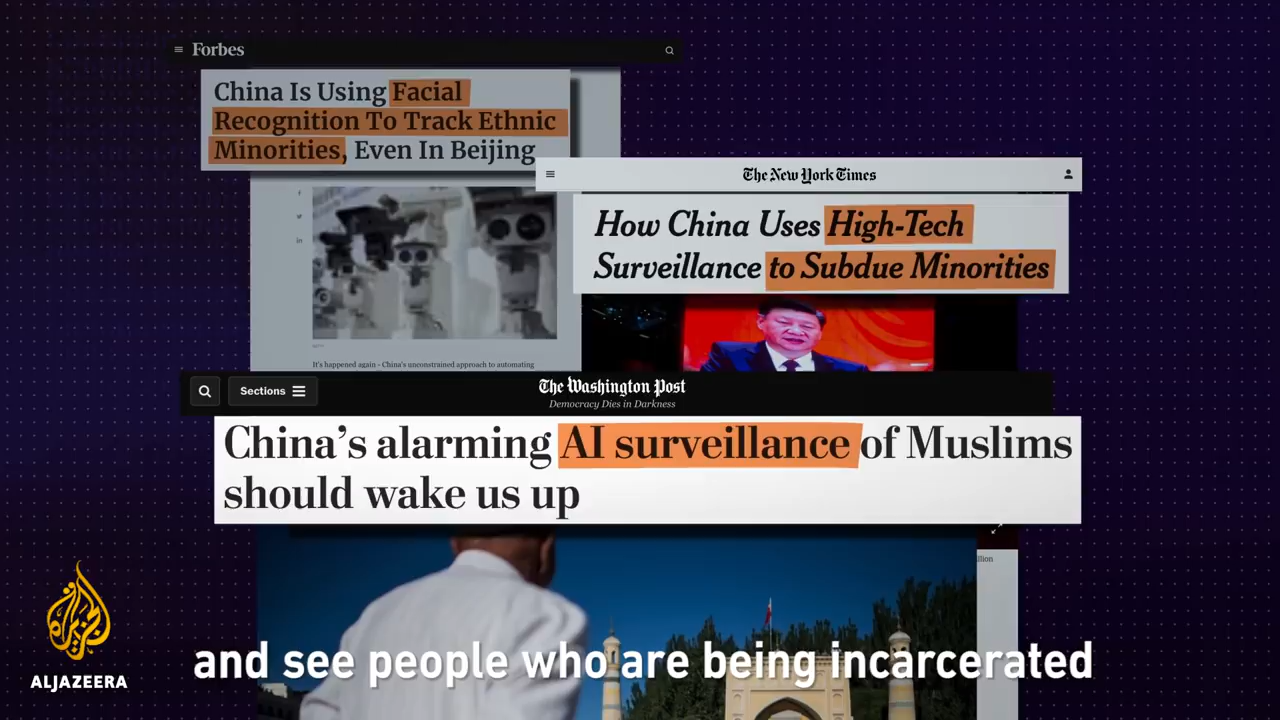 Forbes
China Is Using Facial
Recognition To Track Ethnic
Minorities, Even In Beijing
The New York Times
How China Uses High-Tech
Surveillance to Subdue Minorities
It's happened again - China's unconstrained approach to automating
Sections
The Washington Post
Democracy Dies in Darkness
China's alarming AI surveillance of Muslims
should wake us up
and see people who are being incarcerated
ALJAZEERA